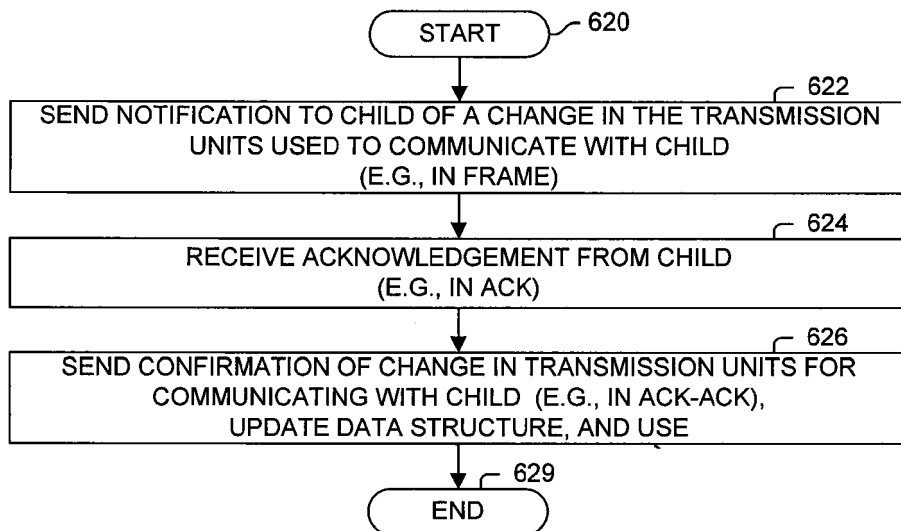 START
620
622
SEND NOTIFICATION TO CHILD OF A CHANGE IN THE TRANSMISSION
UNITS USED TO COMMUNICATE WITH CHILD
(E.G., IN FRAME)
624
RECEIVE ACKNOWLEDGEMENT FROM CHILD
(E.G., IN ACK)
626
SEND CONFIRMATION OF CHANGE IN TRANSMISSION UNITS FOR
COMMUNICATING WITH CHILD (E.G., IN ACK-ACK),
UPDATE DATA STRUCTURE, AND USE
629
END